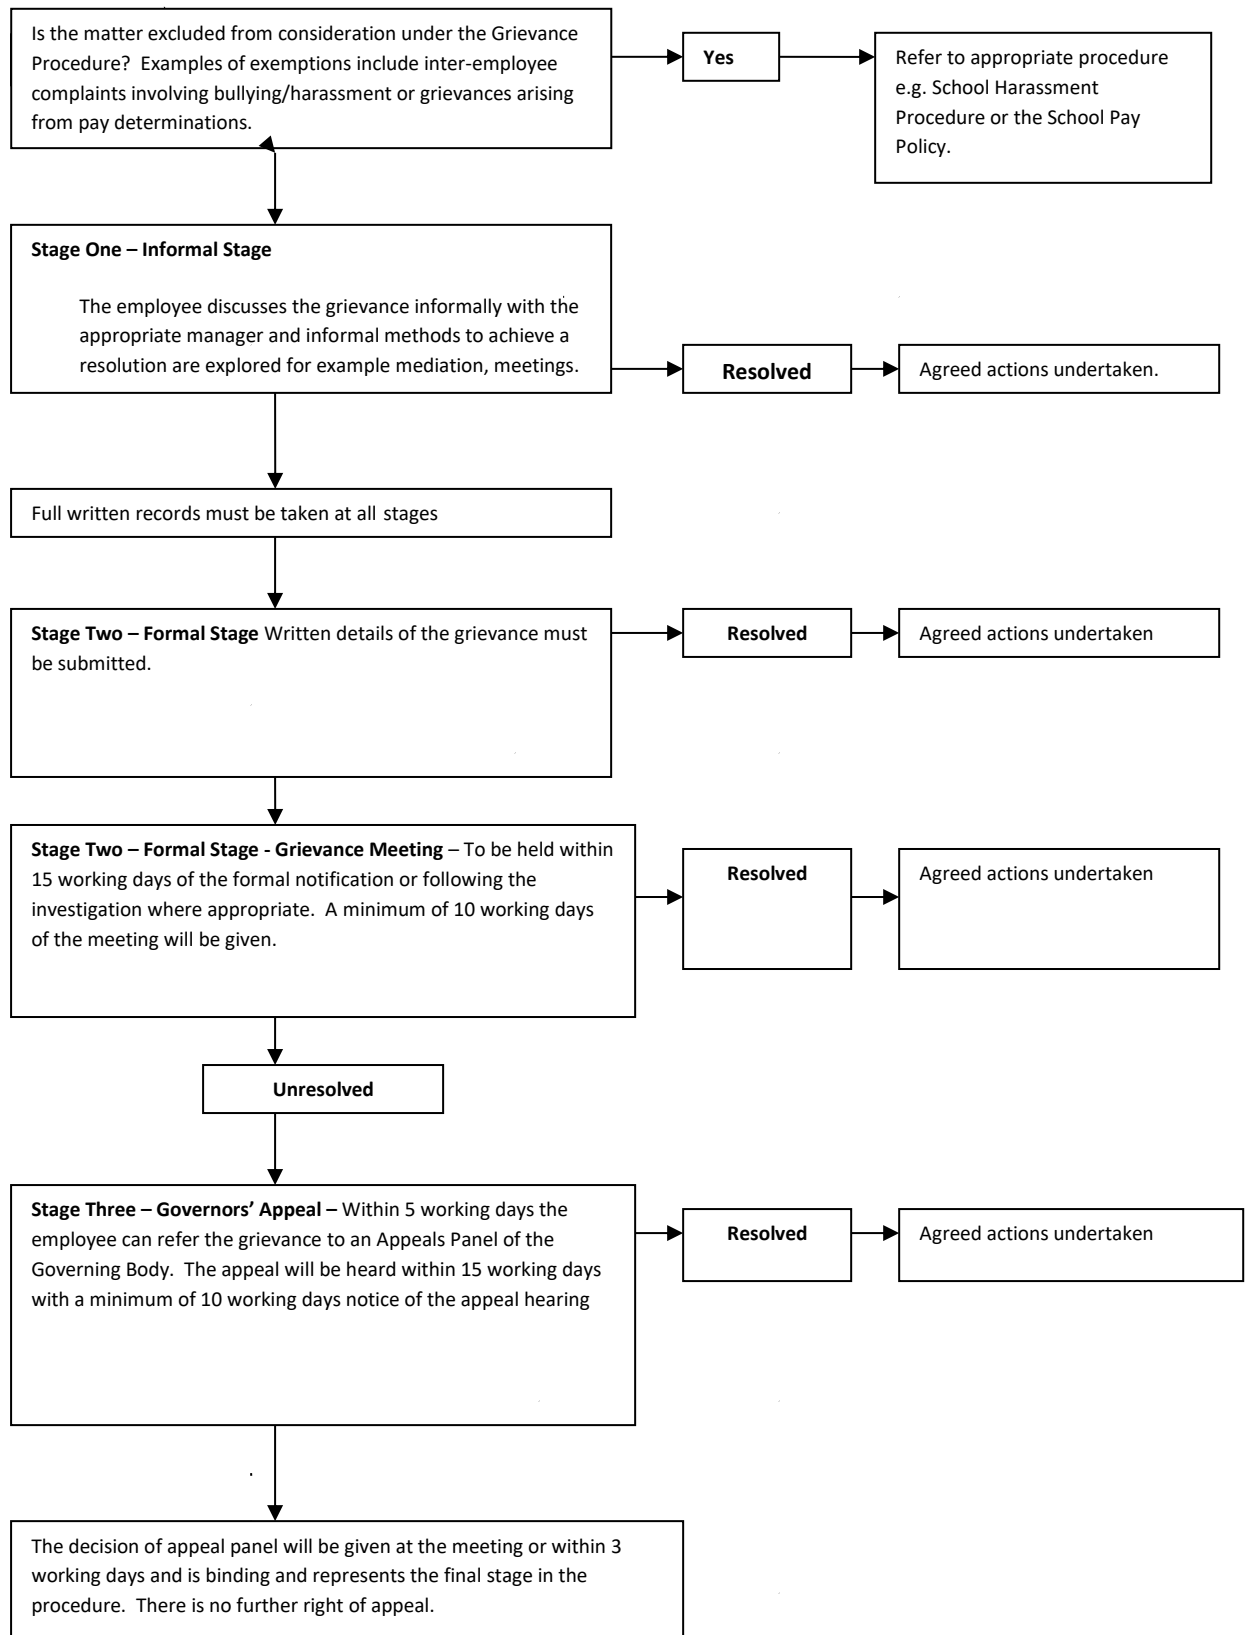 Is the matter excluded from consideration under the Grievance
Procedure?  Examples of exemptions include inter-employee
complaints involving bullying/harassment or grievances arising
from pay determinations.
Yes
Refer to appropriate procedure
e.g. School Harassment
Procedure or the School Pay
Policy.
Stage One – Informal Stage
The employee discusses the grievance informally with the
appropriate manager and informal methods to achieve a
resolution are explored for example mediation, meetings.
Resolved
Agreed actions undertaken.
Full written records must be taken at all stages
Stage Two – Formal Stage Written details of the grievance must
be submitted.
Resolved
Agreed actions undertaken
Stage Two – Formal Stage - Grievance Meeting – To be held within
15 working days of the formal notification or following the
investigation where appropriate.  A minimum of 10 working days
of the meeting will be given.
Resolved
Agreed actions undertaken
Unresolved
Stage Three – Governors’ Appeal – Within 5 working days the
employee can refer the grievance to an Appeals Panel of the
Governing Body.  The appeal will be heard within 15 working days
with a minimum of 10 working days notice of the appeal hearing
Resolved
Agreed actions undertaken
The decision of appeal panel will be given at the meeting or within 3
working days and is binding and represents the final stage in the
procedure.  There is no further right of appeal.